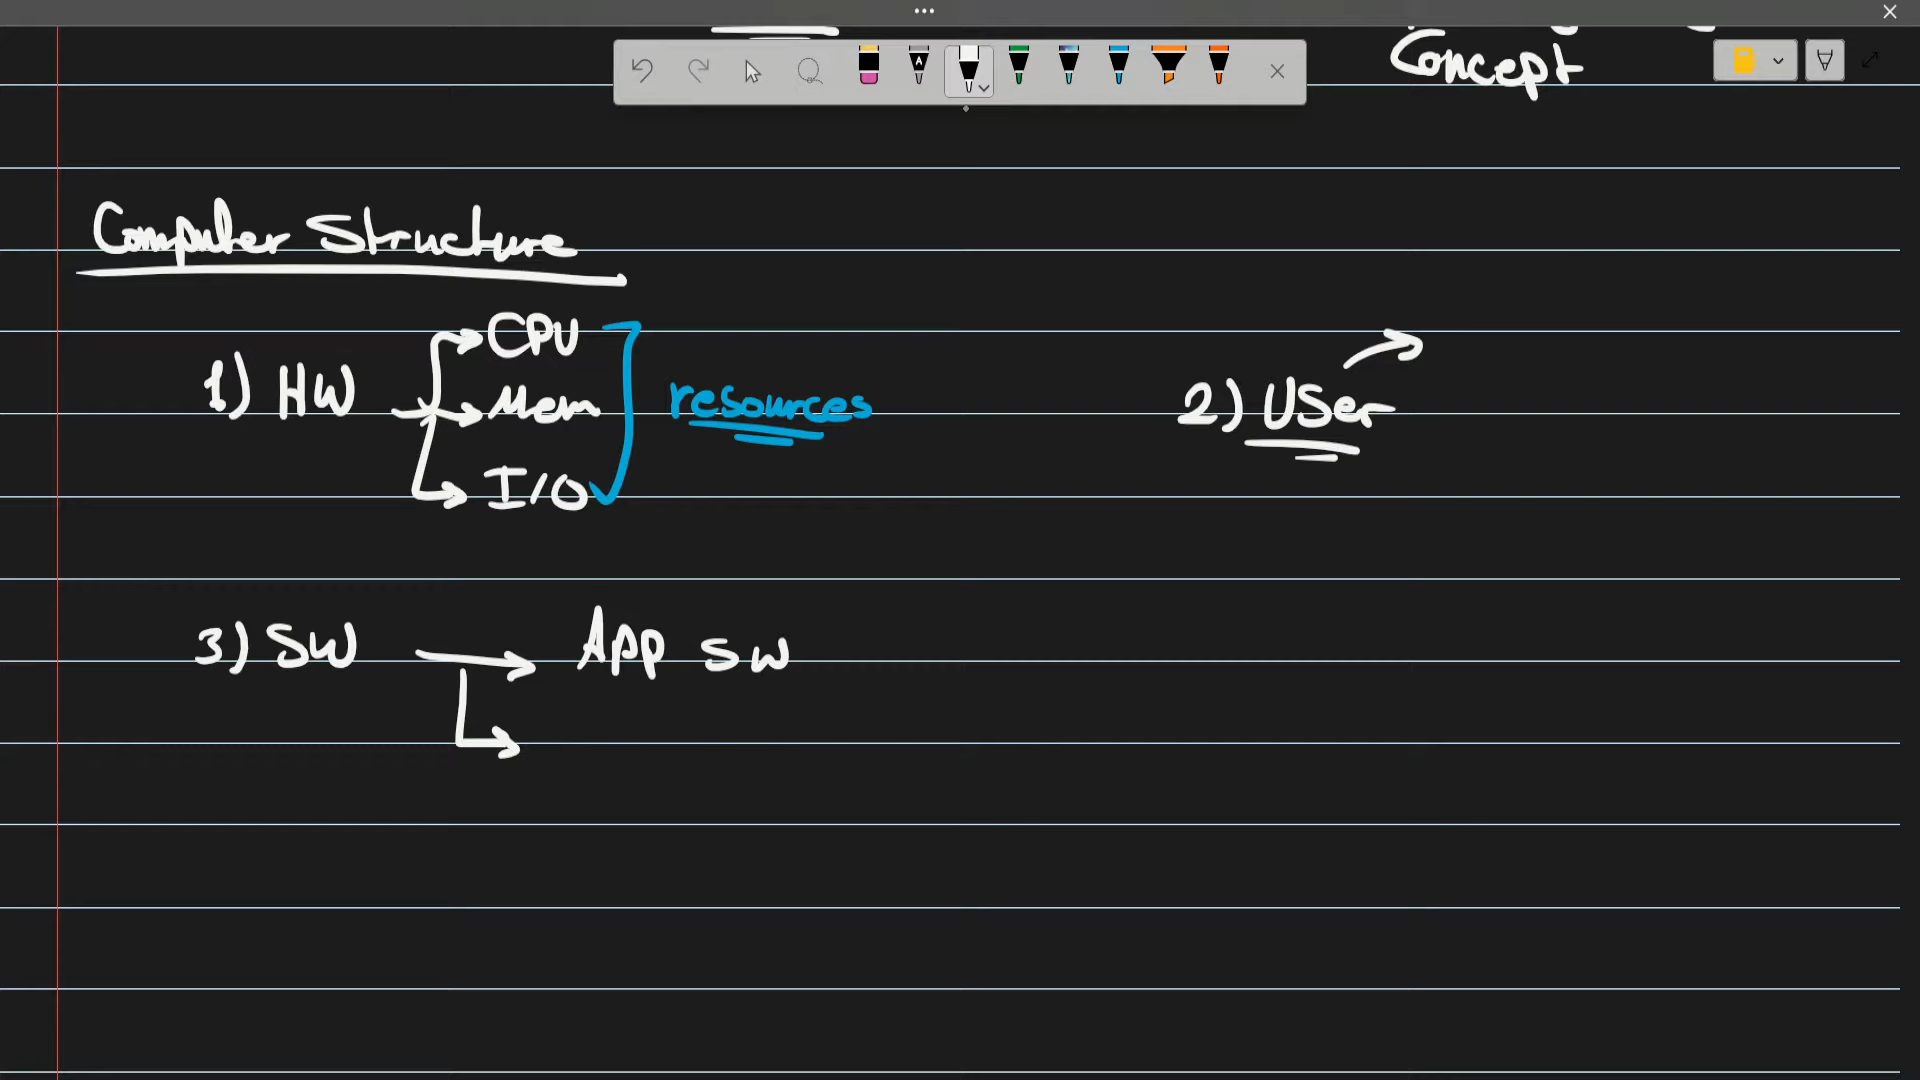 Concept
Computer Structure
1) HW → CPU
→ Mem
→ I/O
resources
2) User →
3) SW → App SW
→